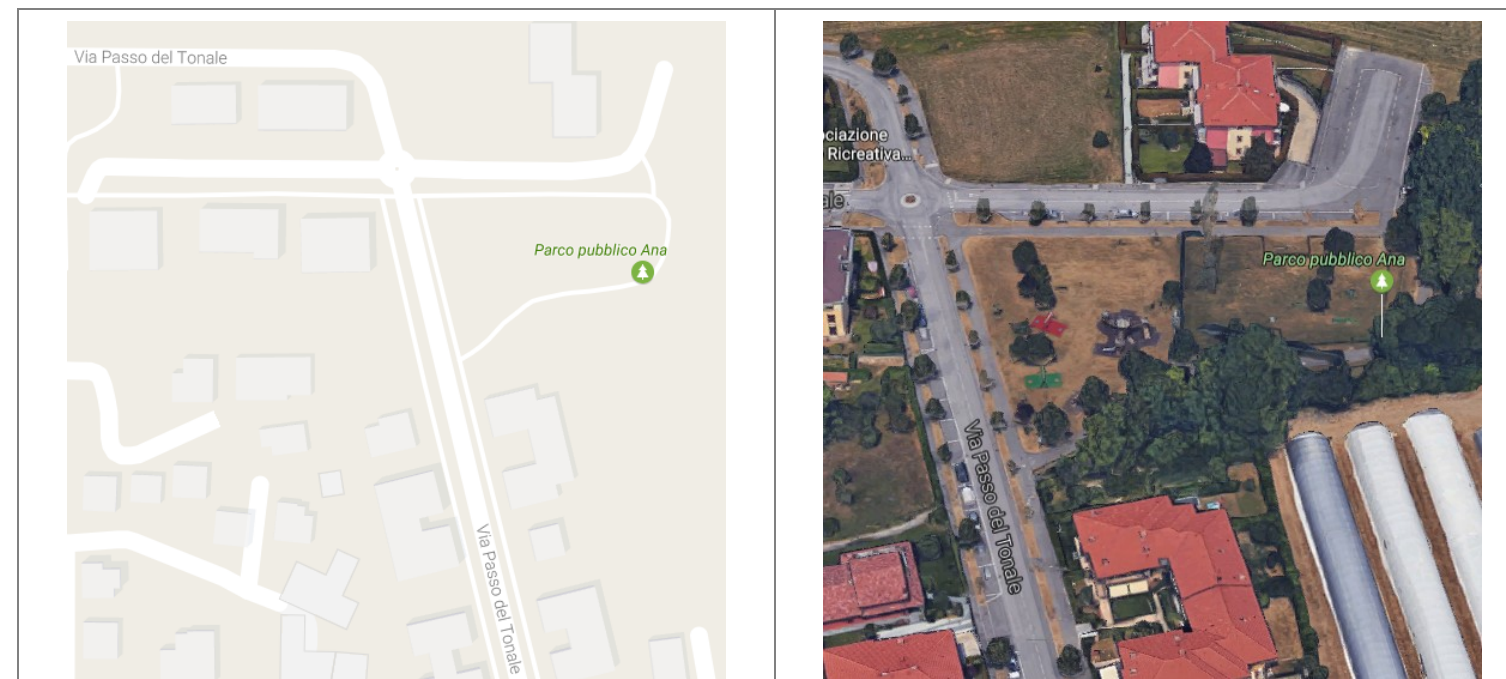 Via Passo del Tonale
Parco pubblico Ana
Via Passo del Tonale
ciazione
Ricreativa...
ale
Parco pubblico Ana
Via Passo del Tonale